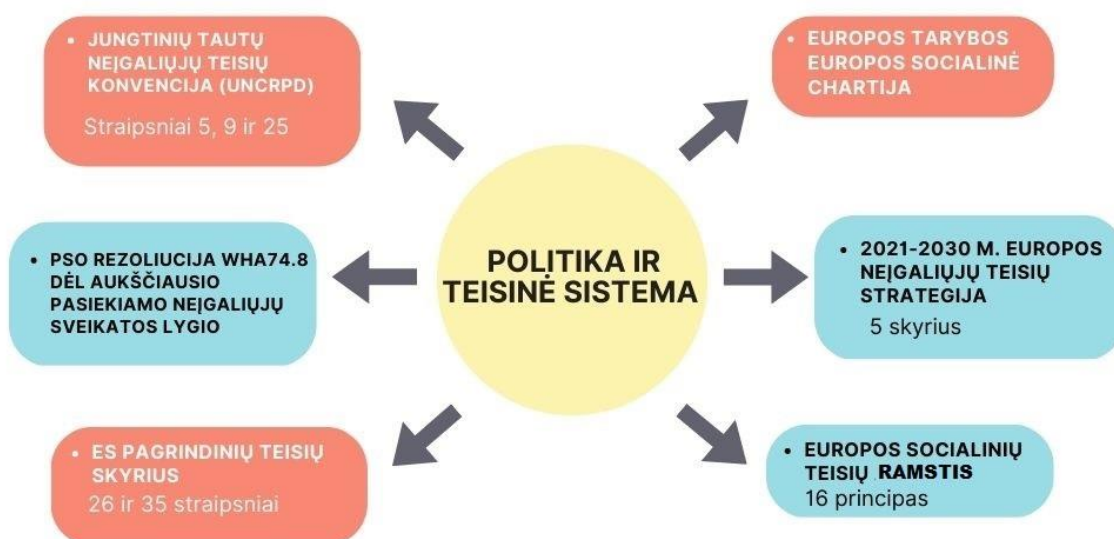 • JUNGTINIŲ TAUTŲ
NEĮGALIŲJŲ TEISIŲ
KONVENCIJA (UNCRPD)
Straipsniai 5, 9 ir 25
• EUROPOS TARYBOS
EUROPOS SOCIALINĖ
CHARTIJA
• PSO REZOLIUCIJA WHA74.8
DĖL AUKŠČIAUSIO
PASIEKIAMO NEĮGALIŲJŲ
SVEIKATOS LYGIO
POLITIKA IR
TEISINĖ SISTEMA
• 2021-2030 M. EUROPOS
NEĮGALIŲJŲ TEISIŲ
STRATEGIJA
5 skyrius
• ES PAGRINDINIŲ TEISIŲ
SKYRIUS
26 ir 35 straipsniai
• EUROPOS SOCIALINIŲ
TEISIŲ RAMSTIS
16 principas